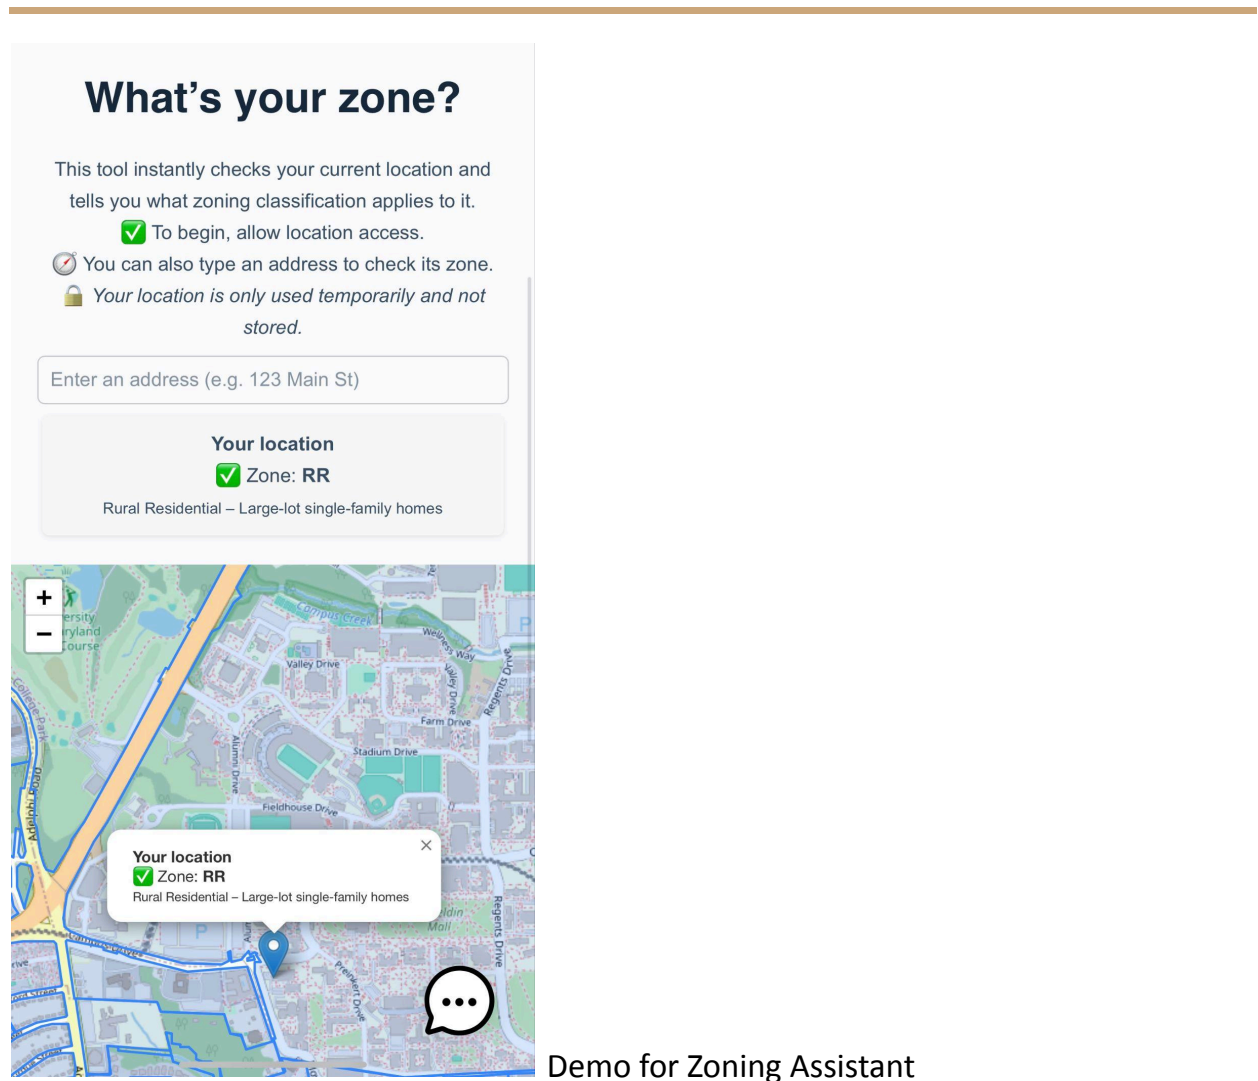 What’s your zone?
This tool instantly checks your current location and
tells you what zoning classification applies to it.
✅ To begin, allow location access.
🧭 You can also type an address to check its zone.
🔒 Your location is only used temporarily and not
stored.
Enter an address (e.g. 123 Main St)
Your location
✅ Zone: RR
Rural Residential – Large-lot single-family homes
+
−
Campus Creek
Wellness Way
Valley Drive
Valley Drive
Regents Drive
Farm Drive
College Park
Alumni Drive
Stadium Drive
Adelphi Road
Fieldhouse Drive
Your location
×
✅ Zone: RR
Rural Residential – Large-lot single-family homes
Mall
Regents Drive
P
P
Preinkert Drive
Demo for Zoning Assistant